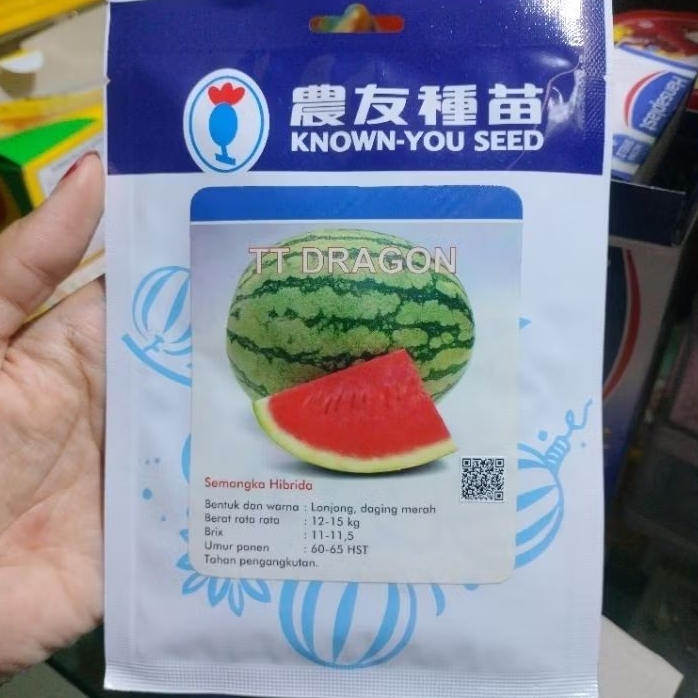 農友種苗
KNOWN-YOU SEED
TT DRAGON
Semangka Hibrida
Bentuk dan warna : Lonjong, daging merah
Berat rata rata : 12-15 kg
Brix : 11-11,5
Umur panen : 60-65 HST
Tahan pengangkutan.